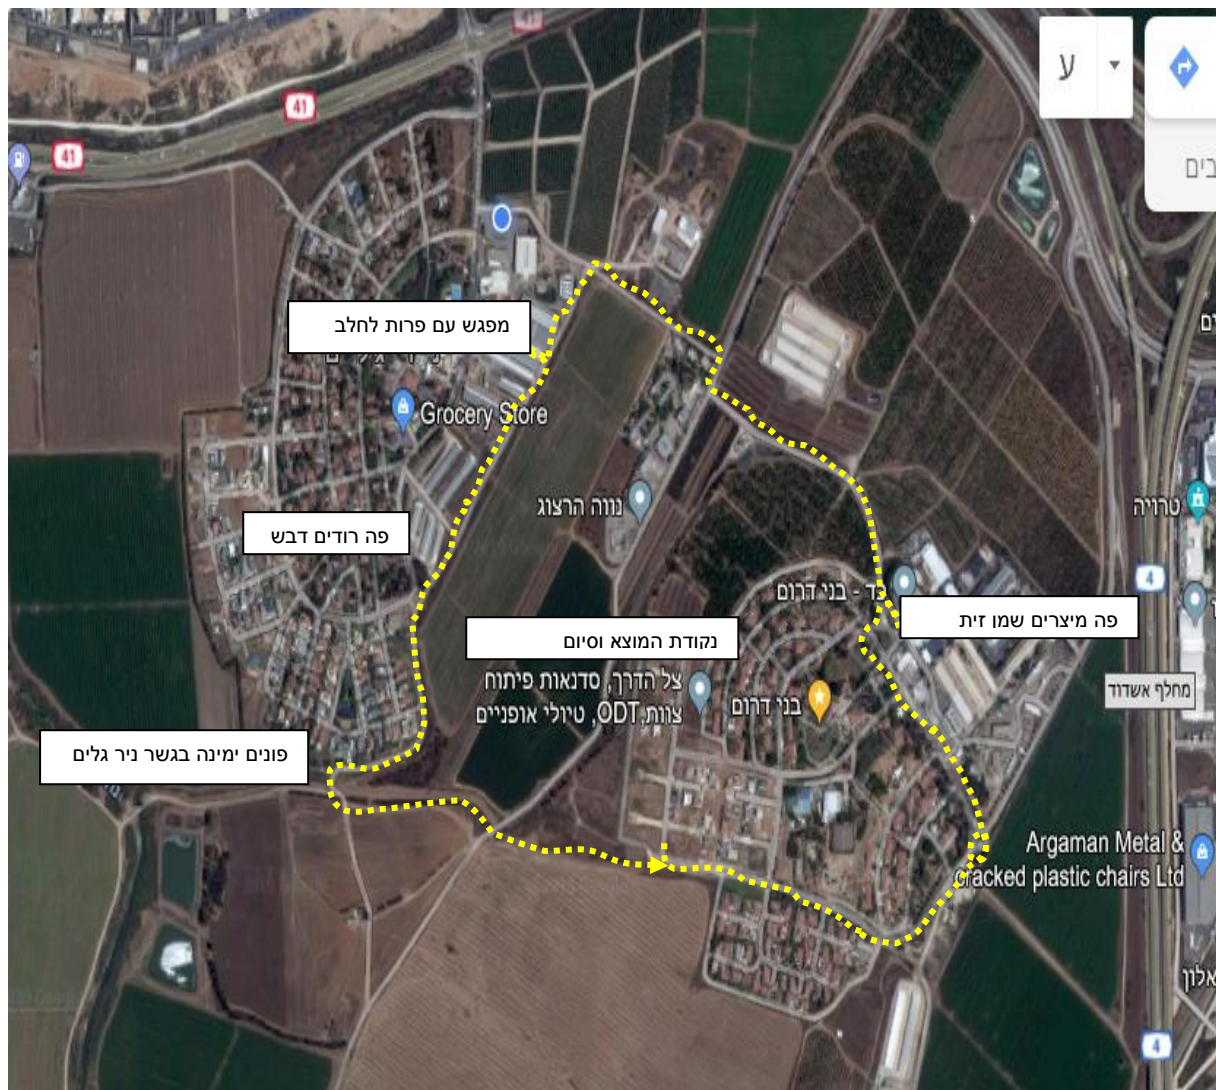 41
41
41
ע
בים
מפגש עם פרות לחלב
Grocery Store
נווה הרצוג
טרויה
4
פה רודים דבש
בד - בני דרום
פה מיצרים שמן זית
נקודת המוצא וסיום
צל הדרך, סדנאות פיתוח
צוות,ODT, טיולי אופניים
בני דרום
מחלף אשדוד
פונים ימינה בגשר ניר גלים
Argaman Metal &
cracked plastic chairs Ltd
אלון
4